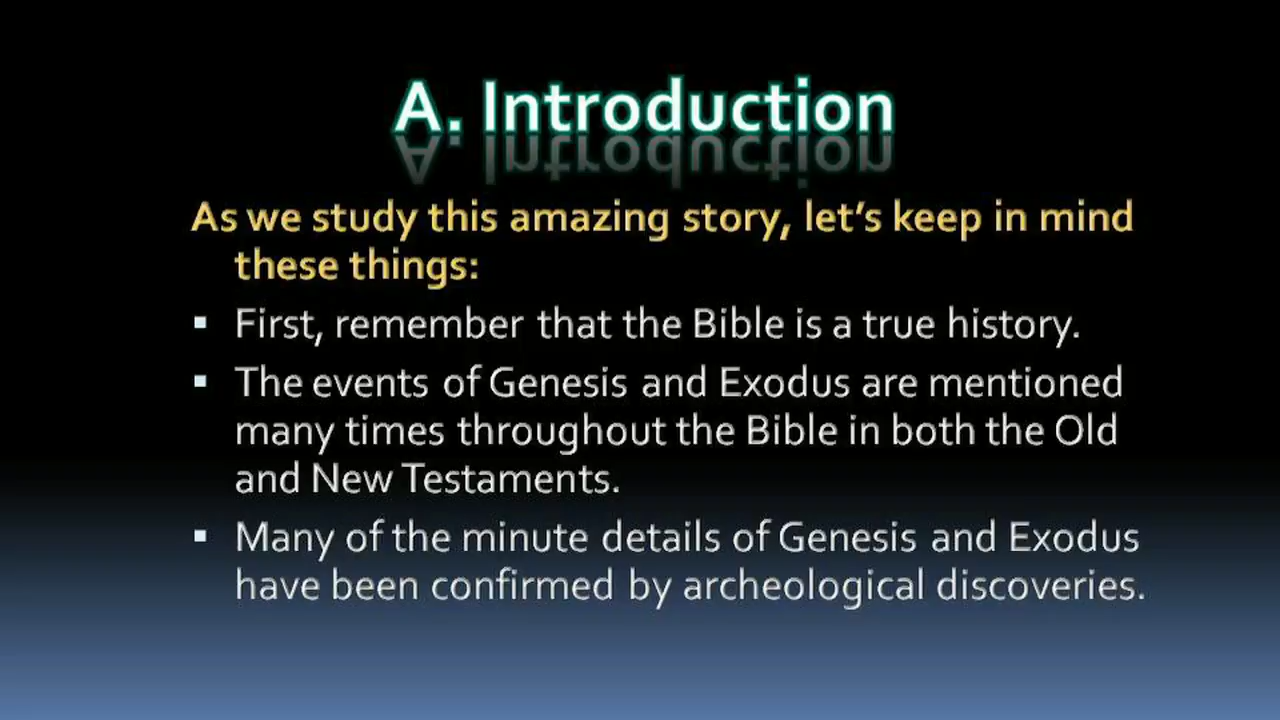 A. Introduction
As we study this amazing story, let’s keep in mind
these things:
▪ First, remember that the Bible is a true history.
▪ The events of Genesis and Exodus are mentioned
many times throughout the Bible in both the Old
and New Testaments.
▪ Many of the minute details of Genesis and Exodus
have been confirmed by archeological discoveries.